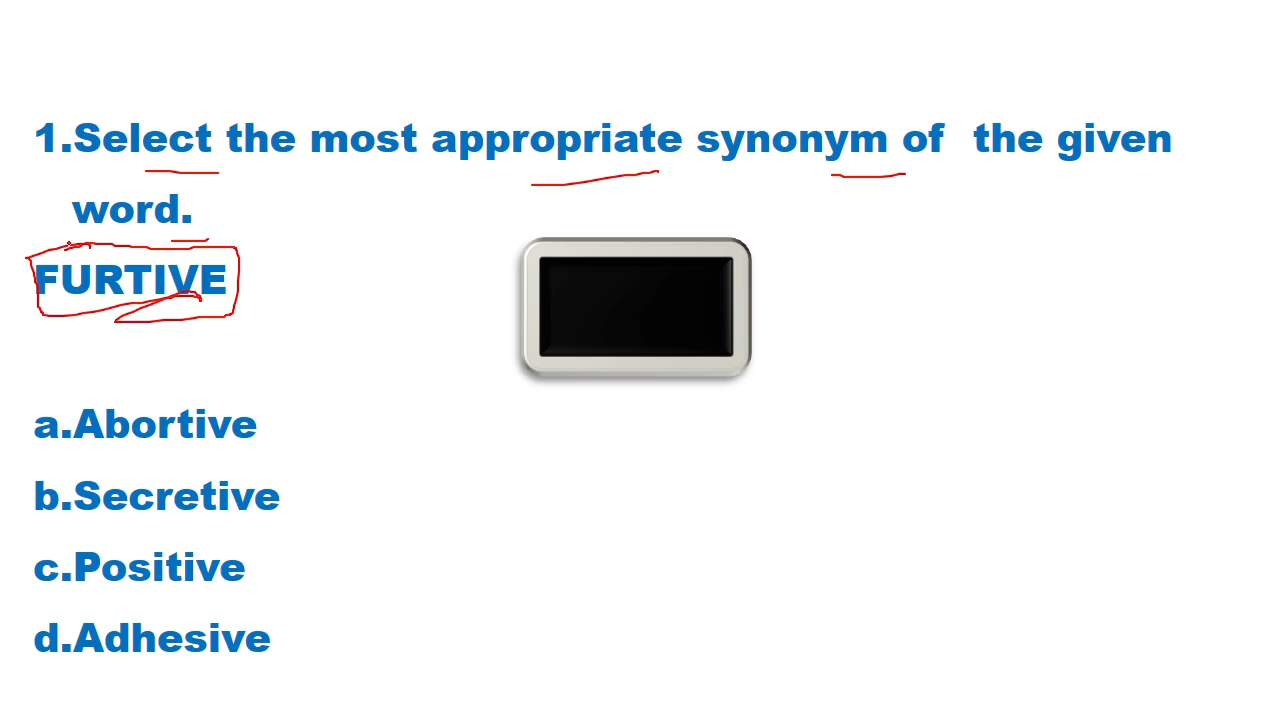 1.Select the most appropriate synonym of the given
word.
FURTIVE
a.Abortive
b.Secretive
c.Positive
d.Adhesive